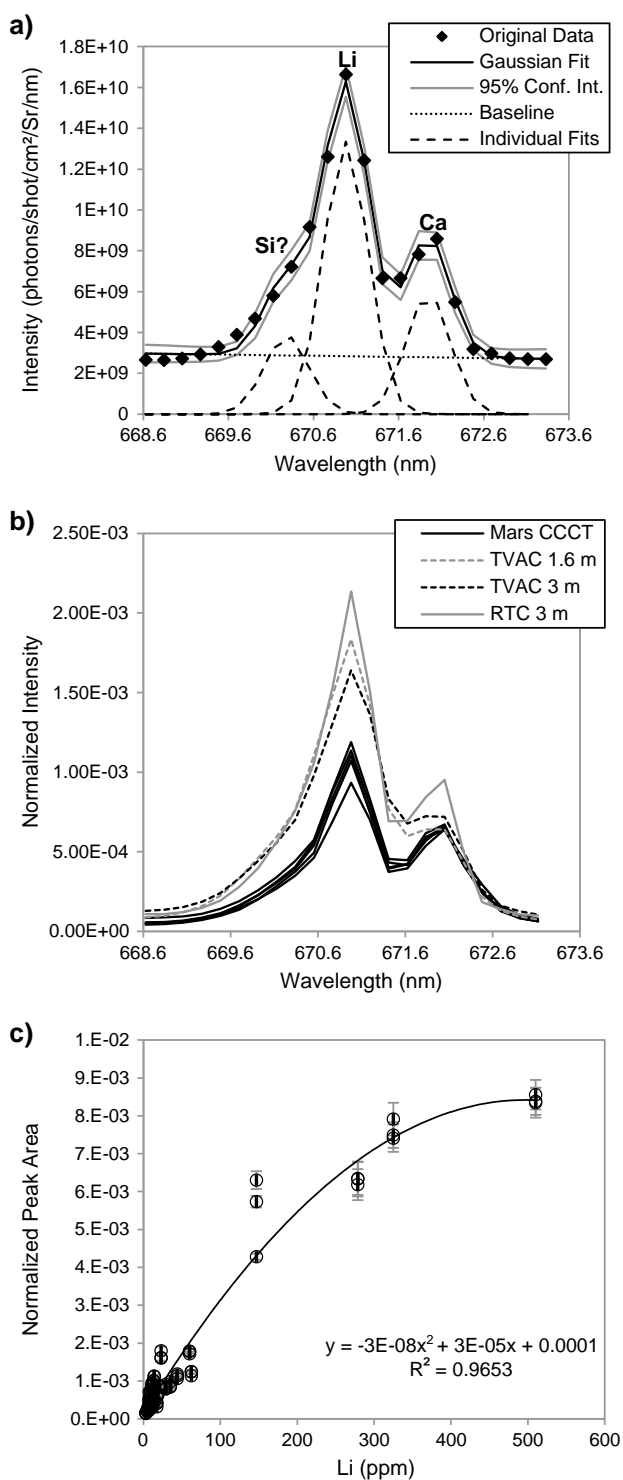 a)
1.8E+10
1.6E+10
1.4E+10
1.2E+10
1.E+10
8.E+09
6.E+09
4.E+09
2.E+09
0
Intensity (photons/shot/cm²/Sr/nm)
Li
Si?
Ca
Original Data
Gaussian Fit
95% Conf. Int.
Baseline
Individual Fits
668.6 669.6 670.6 671.6 672.6 673.6
Wavelength (nm)
b)
2.50E-03
2.00E-03
1.50E-03
1.00E-03
5.00E-04
0.00E+00
Normalized Intensity
Mars CCCT
TVAC 1.6 m
TVAC 3 m
RTC 3 m
668.6 669.6 670.6 671.6 672.6 673.6
Wavelength (nm)
c)
1.E-02
9.E-03
8.E-03
7.E-03
6.E-03
5.E-03
4.E-03
3.E-03
2.E-03
1.E-03
0.E+00
Normalized Peak Area
y = -3E-08x² + 3E-05x + 0.0001
R² = 0.9653
0 100 200 300 400 500 600
Li (ppm)